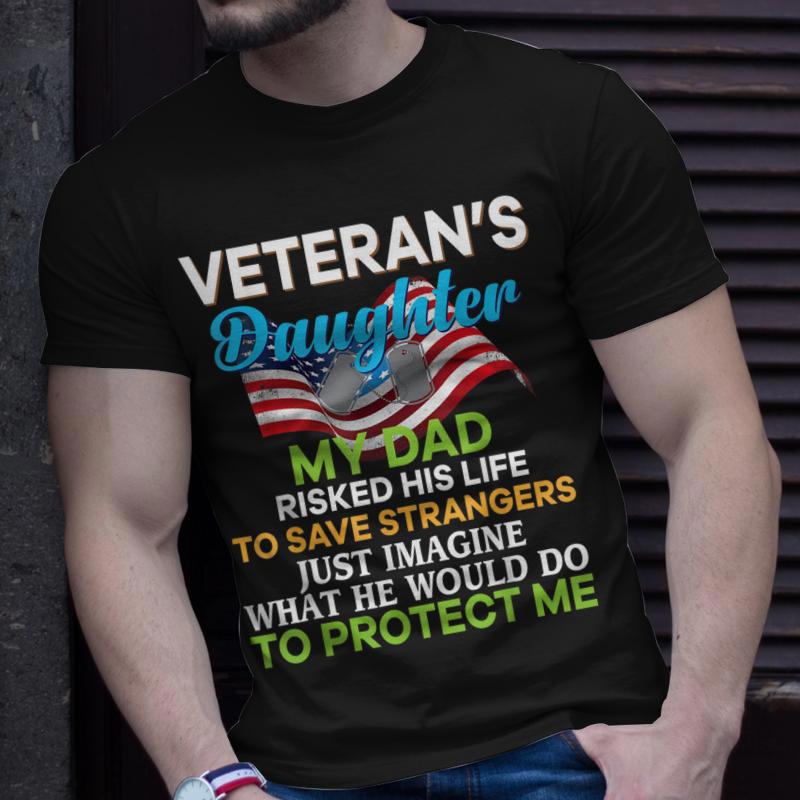 VETERAN'S
Daughter
MY DAD
RISKED HIS LIFE
TO SAVE STRANGERS
JUST IMAGINE
WHAT HE WOULD DO
TO PROTECT ME